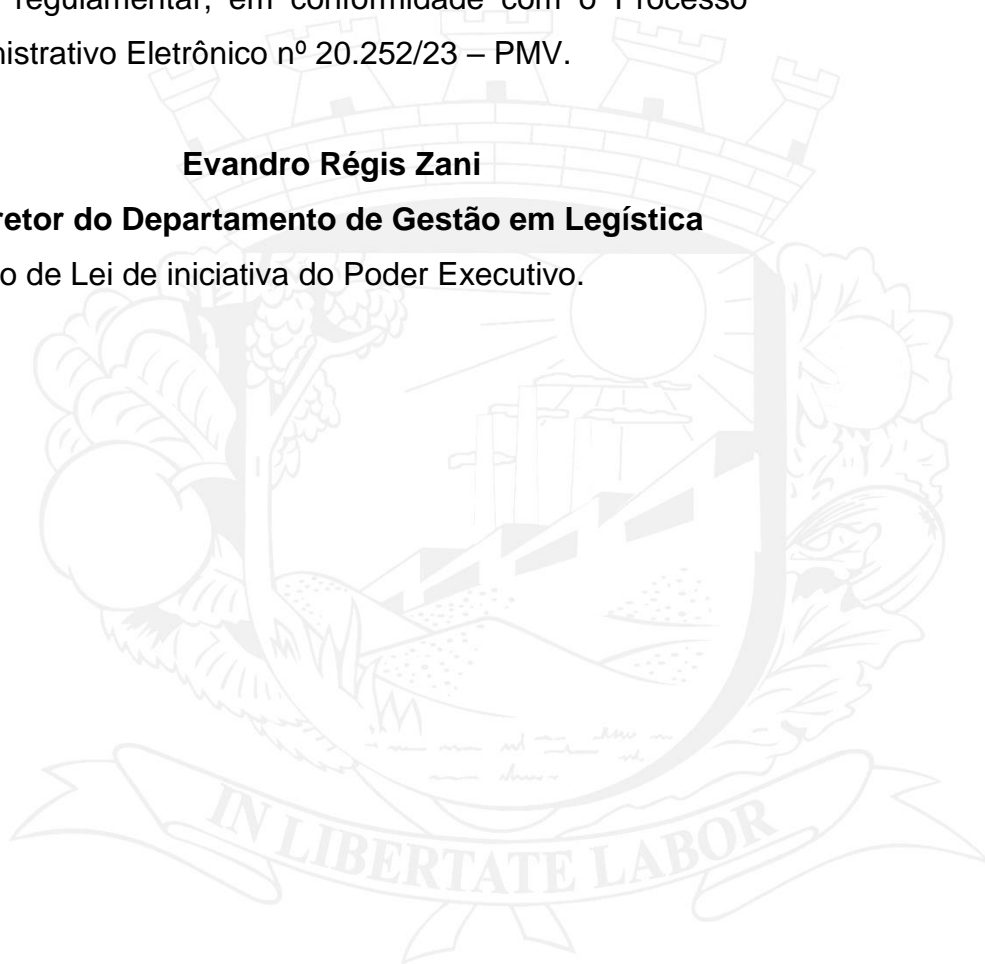 regulamentar, em conformidade com o Processo
nistrativo Eletrônico nº 20.252/23 – PMV.
Evandro Régis Zani
retor do Departamento de Gestão em Legística
o de Lei de iniciativa do Poder Executivo.
IN LIBERTATE LABOR